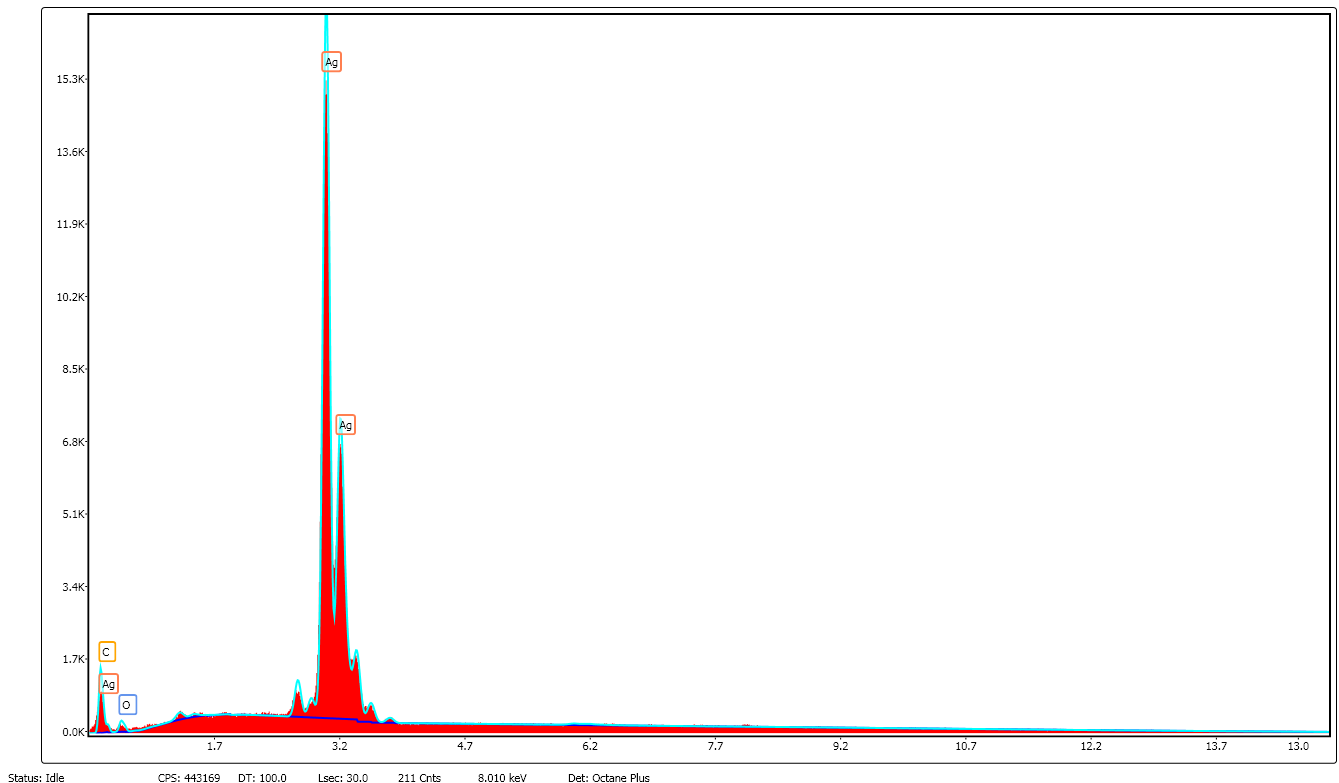 Ag
15.3K
13.6K
11.9K
10.2K
8.5K
6.8K
Ag
5.1K
3.4K
1.7K
C
Ag
O
0.0K
1.7 3.2 4.7 6.2 7.7 9.2 10.7 12.2 13.7 13.0
Status: Idle CPS: 443169 DT: 100.0 Lsec: 30.0 211 Cnts 8.010 keV Det: Octane Plus